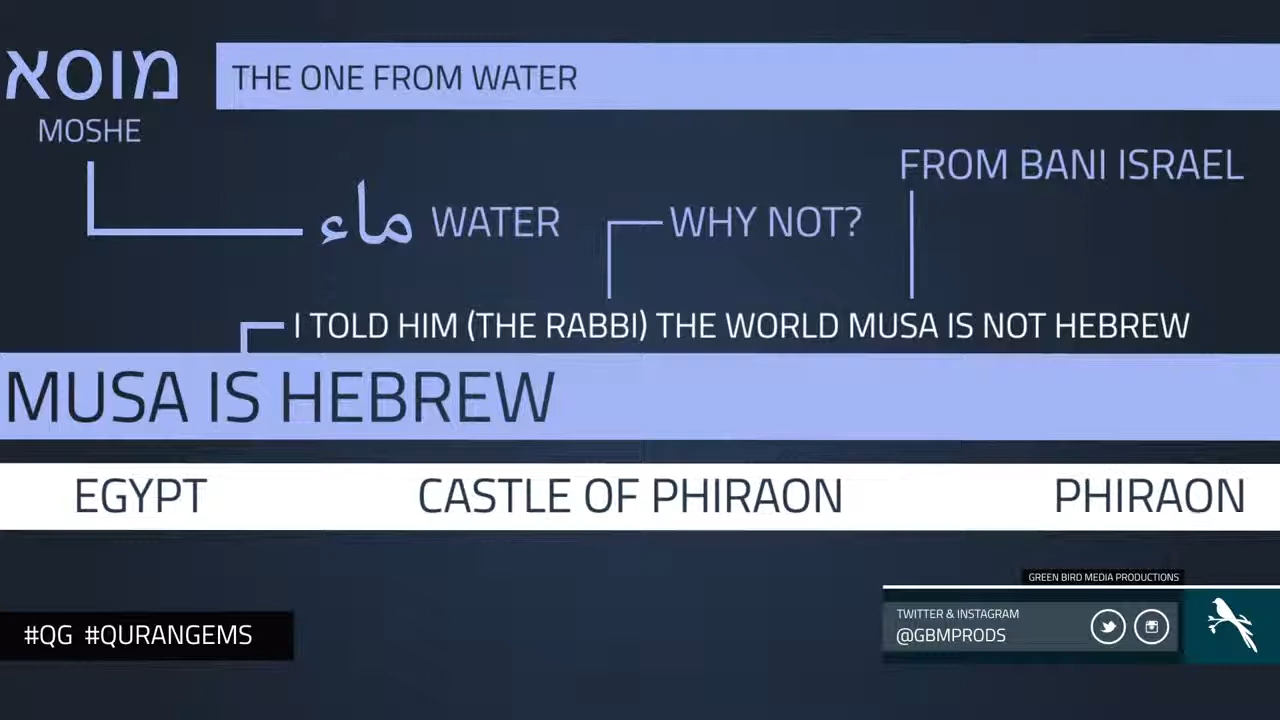 מוסא
THE ONE FROM WATER
MOSHE
FROM BANI ISRAEL
ماء WATER
WHY NOT?
I TOLD HIM (THE RABBI) THE WORLD MUSA IS NOT HEBREW
MUSA IS HEBREW
EGYPT
CASTLE OF PHIRAON
PHIRAON
GREEN BIRD MEDIA PRODUCTIONS
TWITTER & INSTAGRAM
@GBMPRODS
#QG #QURANGEMS